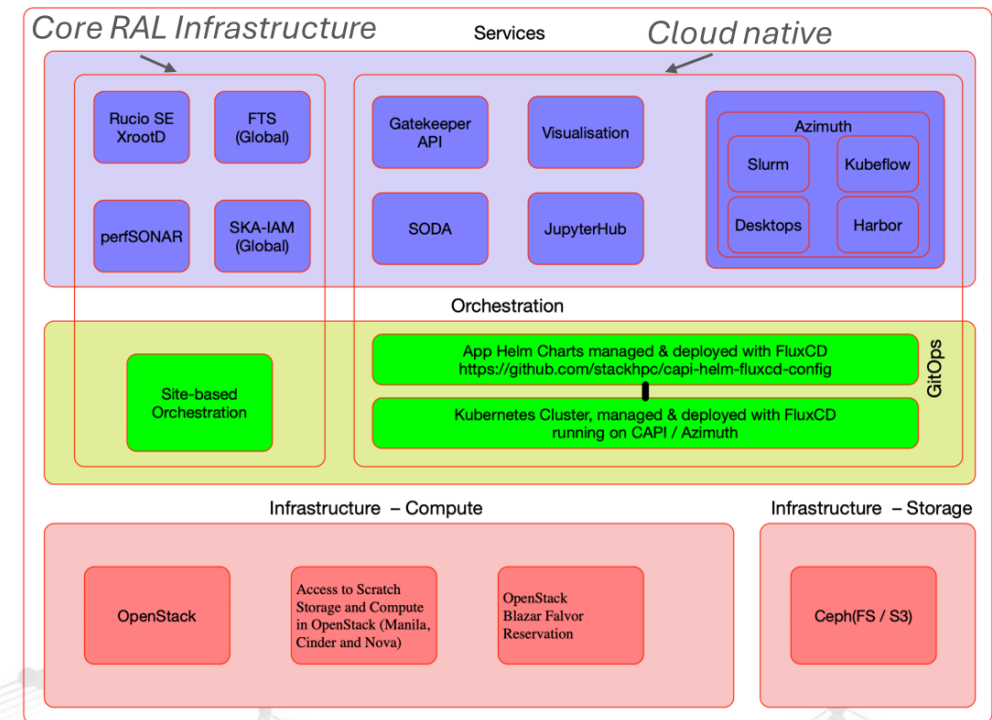 Core RAL Infrastructure
Services
Cloud native
Rucio SE
XrootD
FTS
(Global)
perfSONAR
SKA-IAM
(Global)
Gatekeeper
API
Visualisation
SODA
JupyterHub
Azimuth
Slurm
Kubeflow
Desktops
Harbor
Orchestration
Site-based
Orchestration
App Helm Charts managed & deployed with FluxCD
https://github.com/stackhpc/capi-helm-fluxcd-config
Kubernetes Cluster, managed & deployed with FluxCD
running on CAPI / Azimuth
GitOps
Infrastructure – Compute
OpenStack
Access to Scratch
Storage and Compute
in OpenStack (Manila,
Cinder and Nova)
OpenStack
Blazar Falvor
Reservation
Infrastructure – Storage
Ceph(FS / S3)